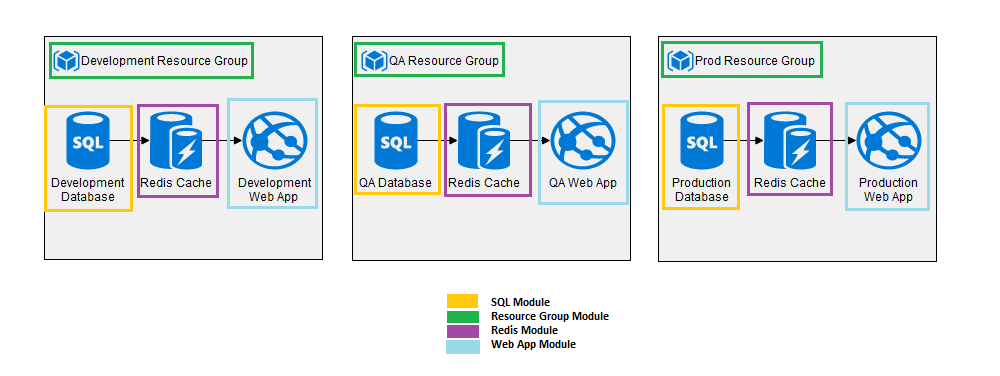 Development Resource Group
SQL
Development
Database
Redis Cache
Development
Web App
QA Resource Group
SQL
QA Database
Redis Cache
QA Web App
Prod Resource Group
SQL
Production
Database
Redis Cache
Production
Web App
SQL Module
Resource Group Module
Redis Module
Web App Module